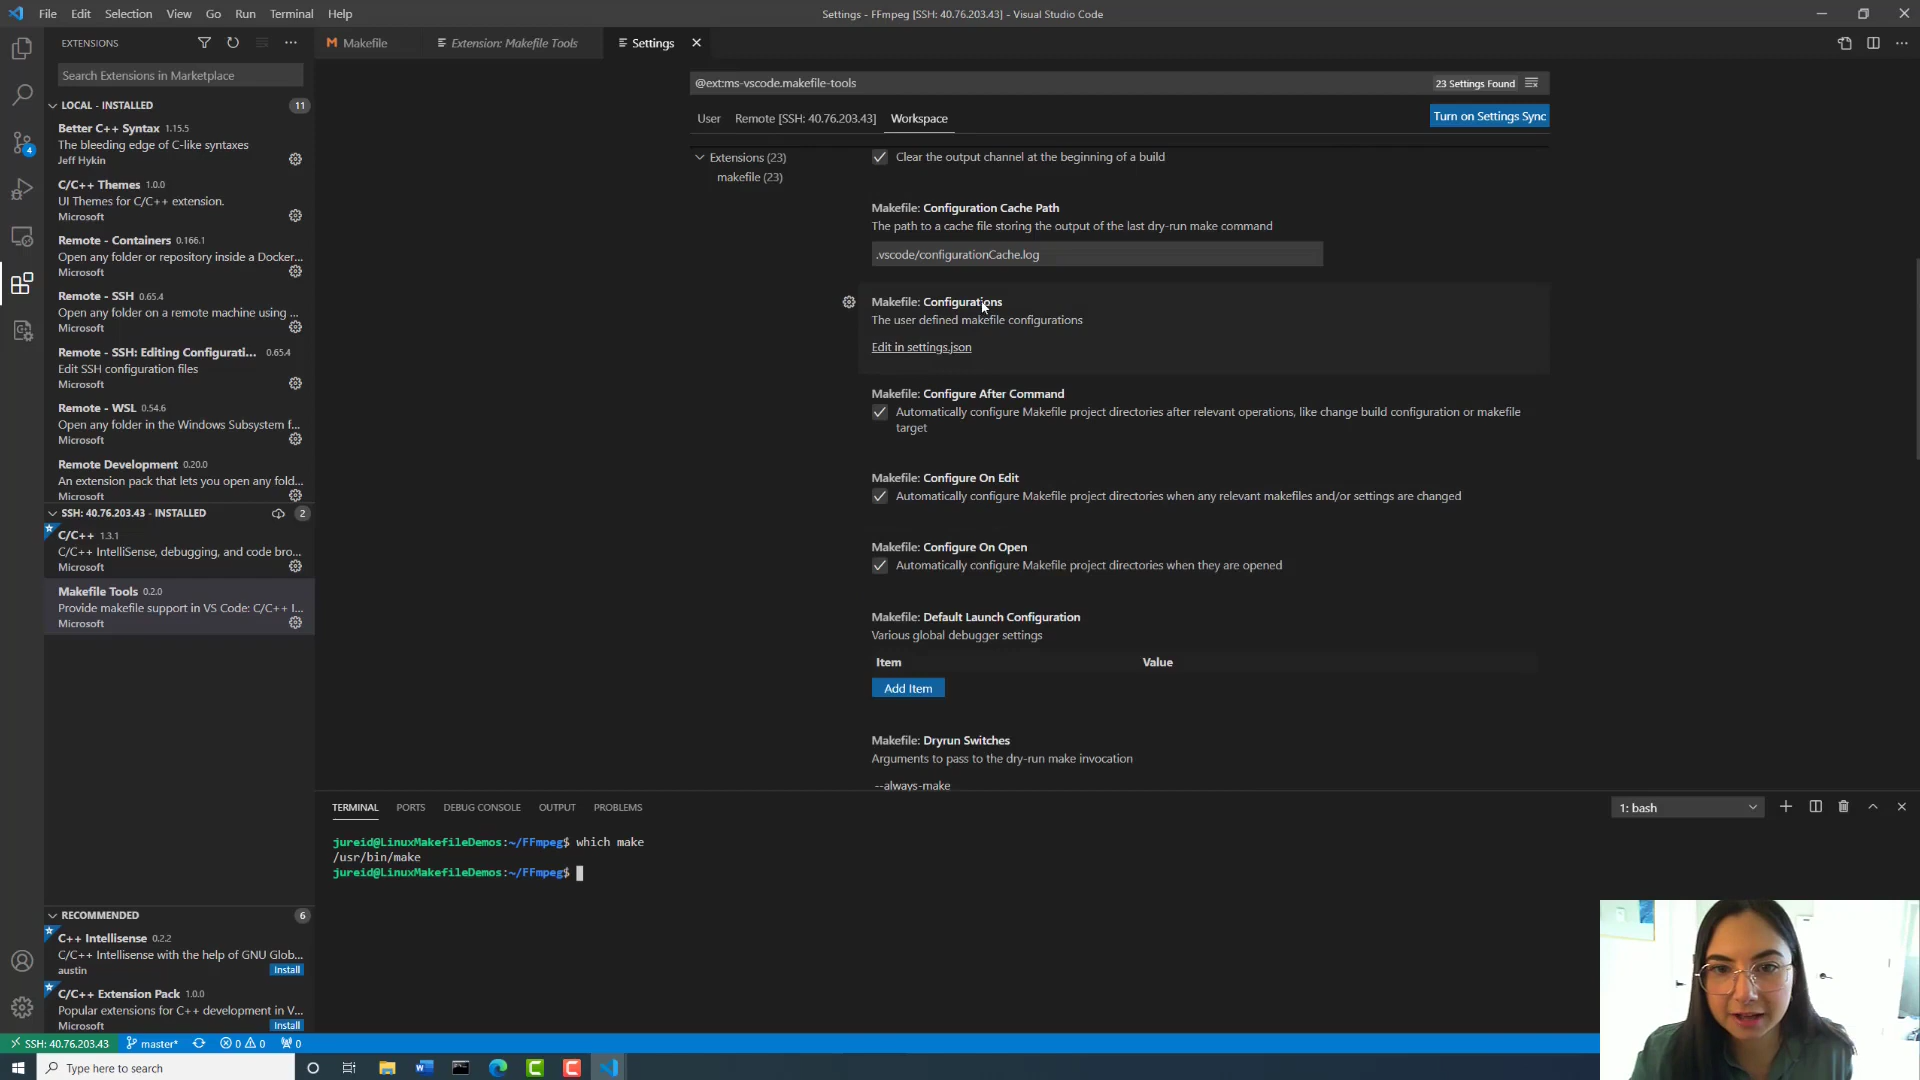 File Edit Selection View Go Run Terminal Help
Settings - FFmpeg [SSH: 40.76.203.43] - Visual Studio Code
EXTENSIONS
Makefile
Extension: Makefile Tools
Settings
Search Extensions in Marketplace
LOCAL - INSTALLED
11
Better C++ Syntax 1.15.5
The bleeding edge of C-like syntaxes
Jeff Hykin
C/C++ Themes 1.0.0
UI Themes for C/C++ extension.
Microsoft
Remote - Containers 0.166.1
Open any folder or repository inside a Docker...
Microsoft
Remote - SSH 0.65.4
Open any folder on a remote machine using ...
Microsoft
Remote - SSH: Editing Configurati... 0.65.4
Edit SSH configuration files
Microsoft
Remote - WSL 0.54.6
Open any folder in the Windows Subsystem f...
Microsoft
Remote Development 0.20.0
An extension pack that lets you open any fold...
Microsoft
SSH: 40.76.203.43 - INSTALLED
2
C/C++ 1.3.1
C/C++ IntelliSense, debugging, and code bro...
Microsoft
Makefile Tools 0.2.0
Provide makefile support in VS Code: C/C++ I...
Microsoft
RECOMMENDED
6
C++ Intellisense 0.2.2
C/C++ Intellisense with the help of GNU Glob...
austin
Install
C/C++ Extension Pack 1.0.0
Popular extensions for C++ development in V...
Microsoft
Install
4
@ext:ms-vscode.makefile-tools
23 Settings Found
User
Remote [SSH: 40.76.203.43]
Workspace
Turn on Settings Sync
Extensions (23)
makefile (23)
Clear the output channel at the beginning of a build
Makefile: Configuration Cache Path
The path to a cache file storing the output of the last dry-run make command
.vscode/configurationCache.log
Makefile: Configurations
The user defined makefile configurations
Edit in settings.json
Makefile: Configure After Command
Automatically configure Makefile project directories after relevant operations, like change build configuration or makefile
target
Makefile: Configure On Edit
Automatically configure Makefile project directories when any relevant makefiles and/or settings are changed
Makefile: Configure On Open
Automatically configure Makefile project directories when they are opened
Makefile: Default Launch Configuration
Various global debugger settings
Item Value
Add Item
Makefile: Dryrun Switches
Arguments to pass to the dry-run make invocation
--always-make
TERMINAL PORTS DEBUG CONSOLE OUTPUT PROBLEMS
1: bash
jureid@LinuxMakefileDemos:~/FFmpeg$ which make
/usr/bin/make
jureid@LinuxMakefileDemos:~/FFmpeg$
SSH: 40.76.203.43
master*
0 0
0
Type here to search